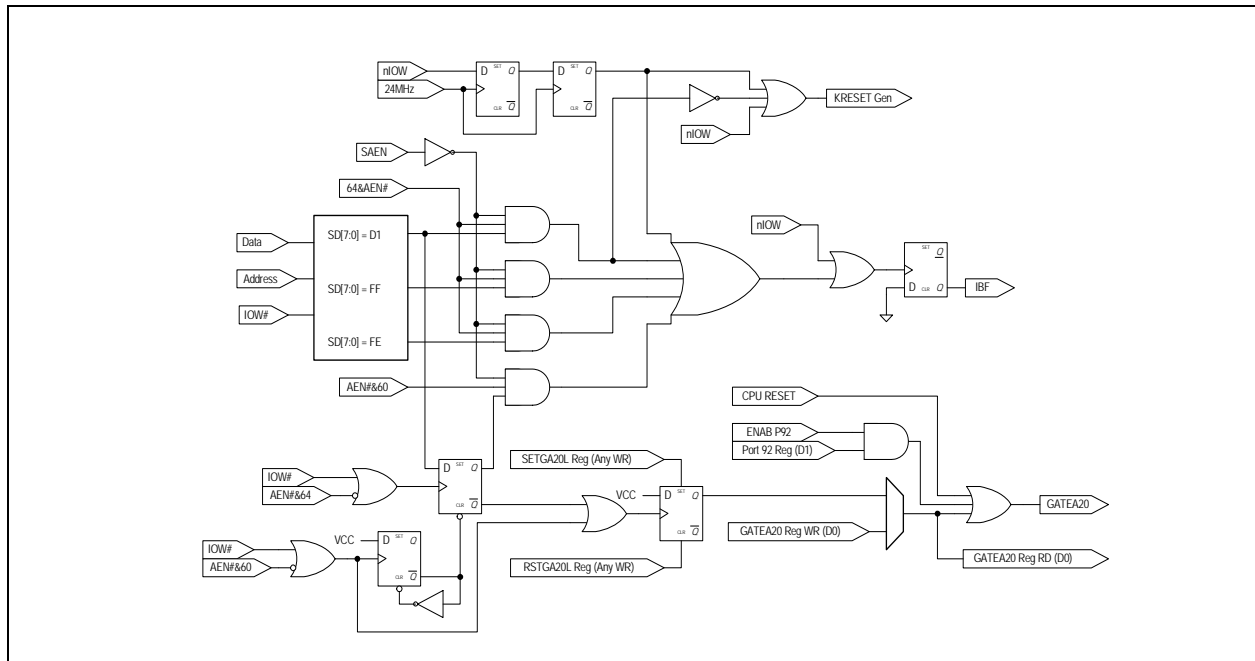 nIOW
24MHz
D SET Q
CLR Q
D SET Q
CLR Q
KRESET Gen
nIOW
SAEN
64&AEN#
Data
Address
IOW#
SD[7:0] = D1
SD[7:0] = FF
SD[7:0] = FE
AEN#&60
nIOW
SET Q
D CLR Q
IBF
CPU RESET
ENAB P92
Port 92 Reg (D1)
GATEA20
IOW#
AEN#&64
D SET Q
CLR Q
SETGA20L Reg (Any WR)
VCC
D SET Q
CLR Q
RSTGA20L Reg (Any WR)
GATEA20 Reg WR (D0)
GATEA20 Reg RD (D0)
IOW#
AEN#&60
VCC
D SET Q
CLR Q